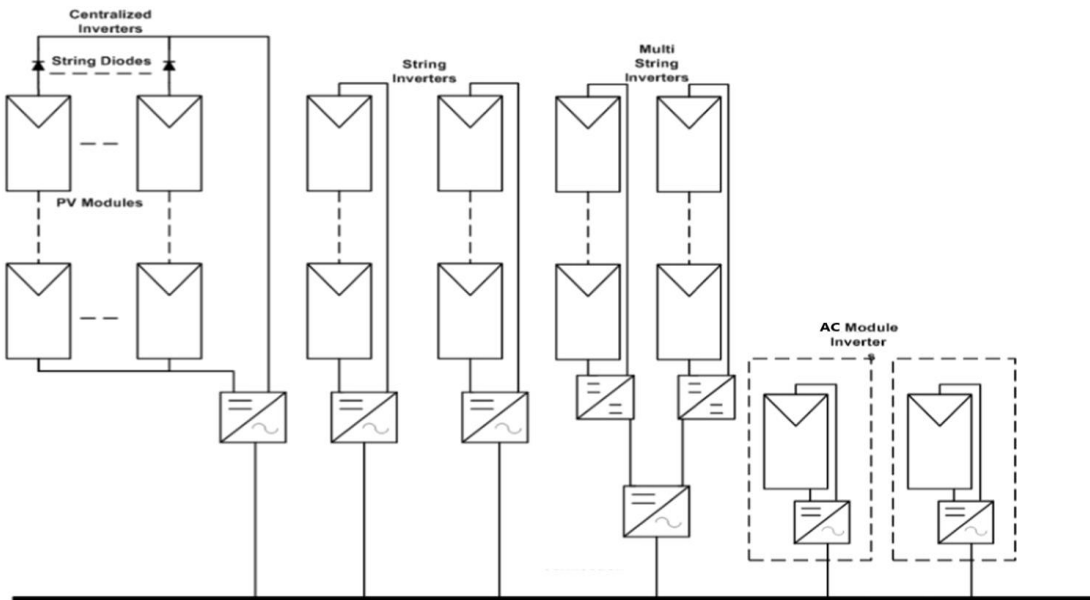 Centralized
Inverters
String Diodes
PV Modules
String
Inverters
Multi
String
Inverters
AC Module
Inverter
s